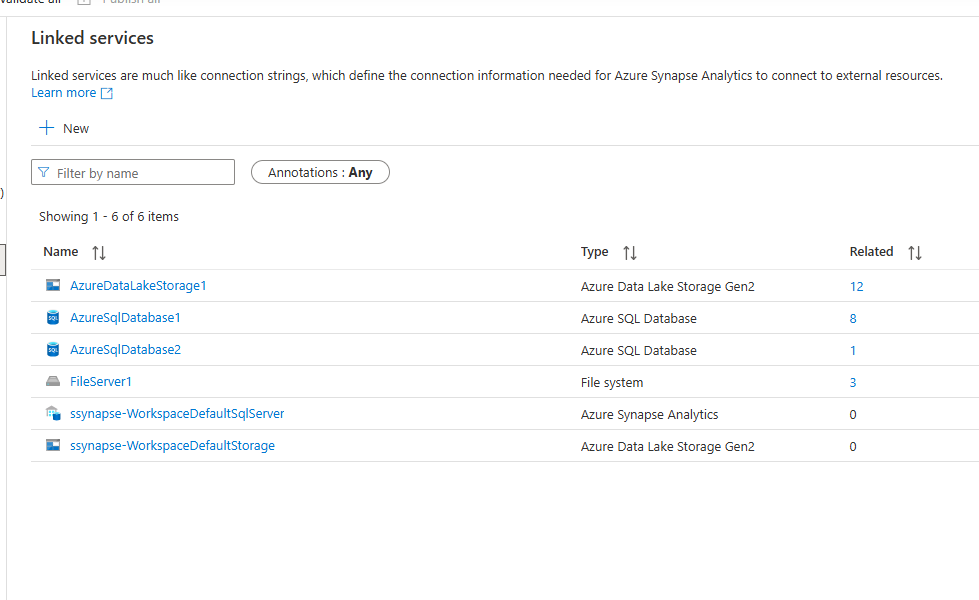 Validate all Publish all
Linked services
Linked services are much like connection strings, which define the connection information needed for Azure Synapse Analytics to connect to external resources.
Learn more
New
Filter by name
Annotations : Any
)
Showing 1 - 6 of 6 items
Name Type Related
AzureDataLakeStorage1 Azure Data Lake Storage Gen2 12
AzureSqlDatabase1 Azure SQL Database 8
AzureSqlDatabase2 Azure SQL Database 1
FileServer1 File system 3
ssynapse-WorkspaceDefaultSqlServer Azure Synapse Analytics 0
ssynapse-WorkspaceDefaultStorage Azure Data Lake Storage Gen2 0